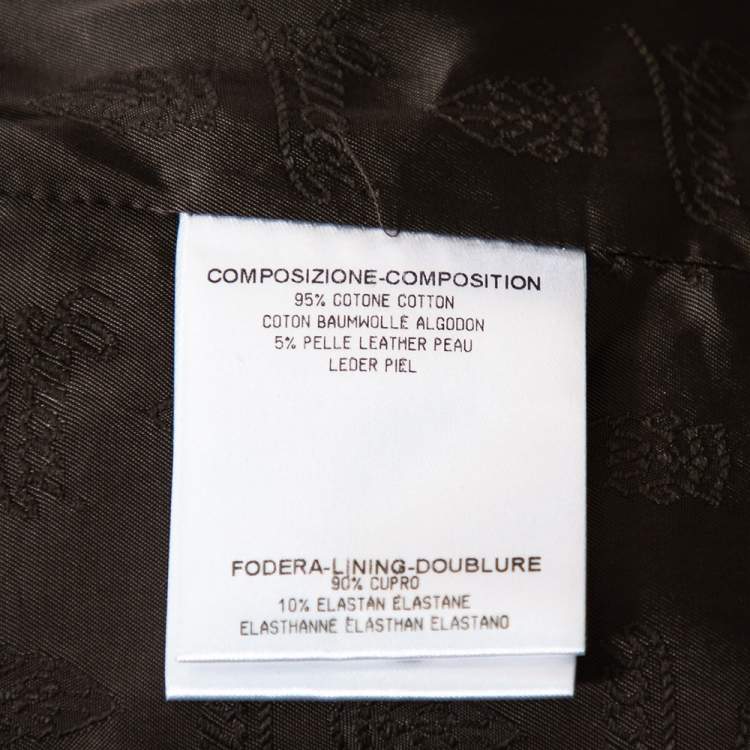 COMPOSIZIONE-COMPOSITION
95% COTONE COTTON
COTON BAUMWOLLE ALGODON
5% PELLE LEATHER PEAU
LEDER PIEL
FODERA-LINING-DOUBLURE
90% CUPRO
10% ELASTAN ÉLASTANE
ELASTHANNE ELASTHAN ELASTANO